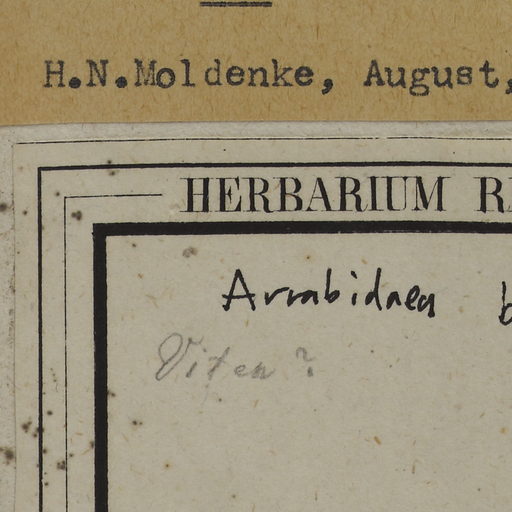 H.N.Moldenke, August,
HERBARIUM
Arrabidaea
Vitex?